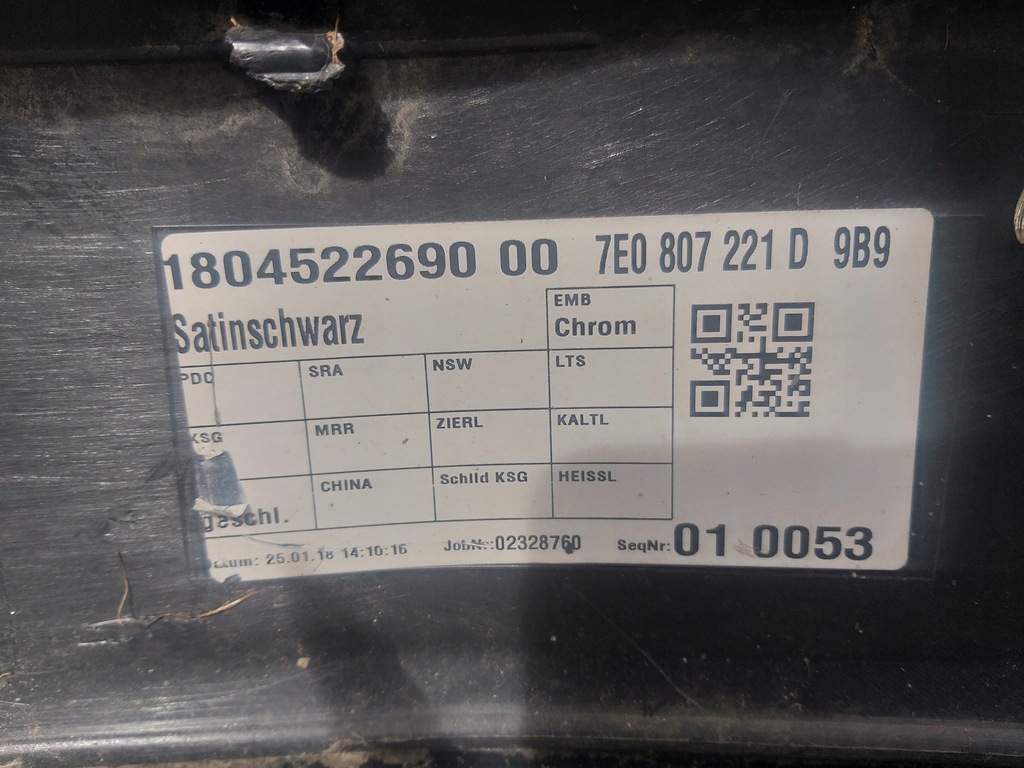 1804522690 00 7E0 807 221 D 9B9
Satinschwarz
EMB
Chrom
PDC SRA NSW LTS
KSG MRR ZIERL KALTL
CHINA Schild KSG HEISSL
geschl.
25.01.18 14:10:16 JobNr.:02328760 SeqNr: 01 0053